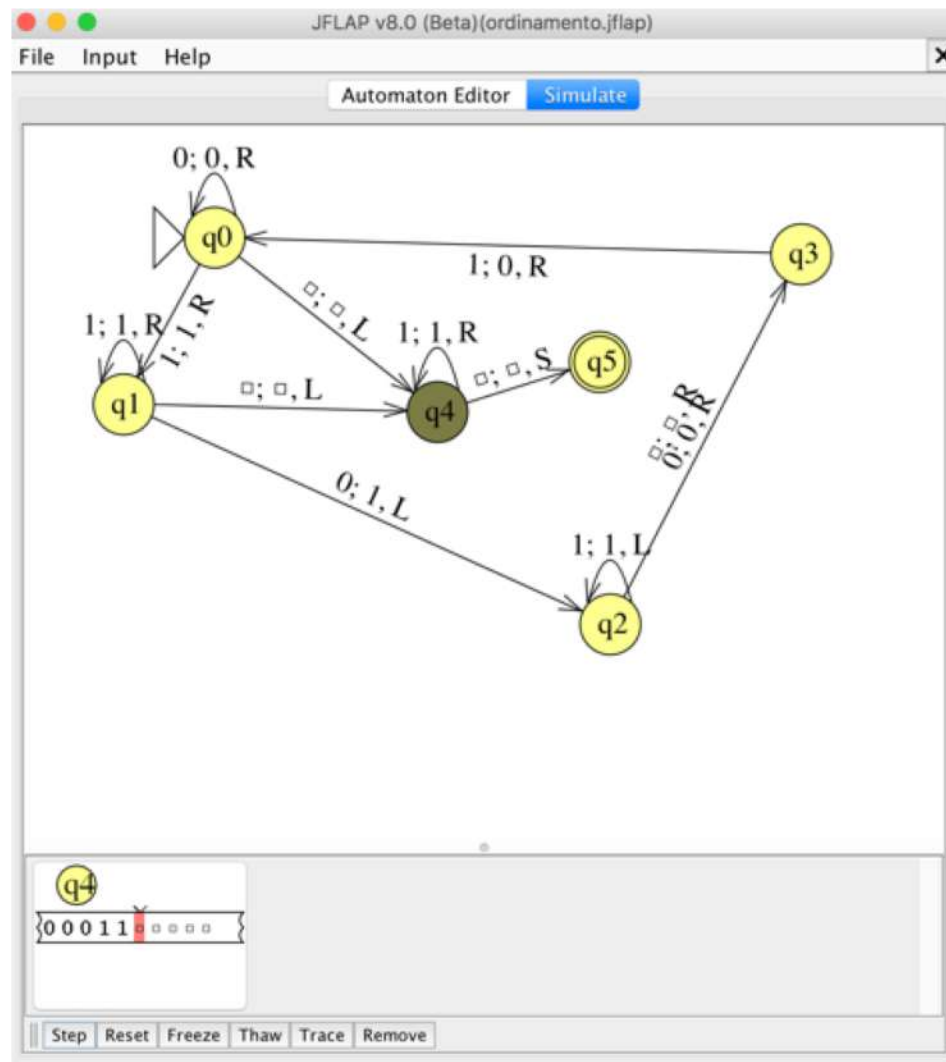 JFLAP v8.0 (Beta)(ordinamento.jflap)
File Input Help
Automaton Editor Simulate
0; 0, R
q0
q3
1; 0, R
□; □, L
1; 1, R
1; 1, R
1; 1, R
□; □, S
q5
□; □, L
q1
q4
□; □, R
0; 0, R
0; 1, L
1; 1, L
q2
q4
0 0 0 1 1 □ □ □ □ □
Step Reset Freeze Thaw Trace Remove